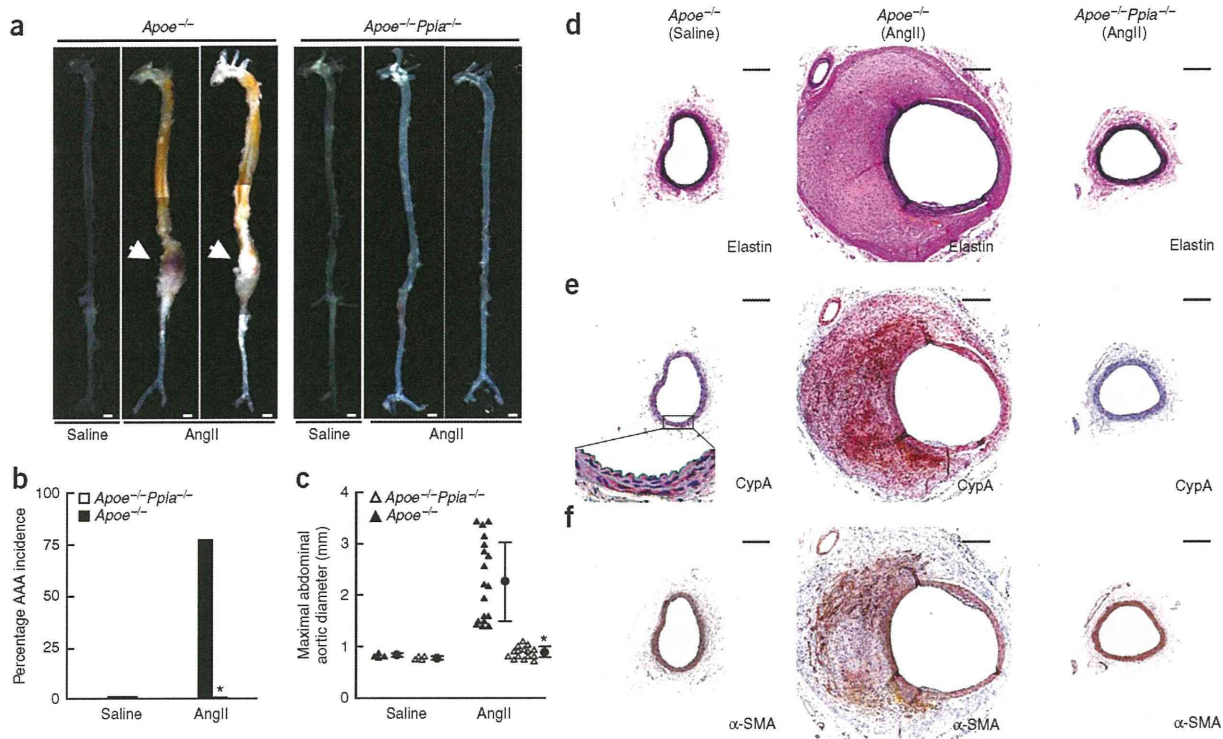 a
Apoe–/–
Apoe–/–Ppia–/–
Saline
AngII
Saline
AngII
b
Percentage AAA incidence
100
75
50
25
0
Apoe–/–Ppia–/–
Apoe–/–
*
Saline
AngII
c
Maximal abdominal
aortic diameter (mm)
4
3
2
1
0
Apoe–/–Ppia–/–
Apoe–/–
*
Saline
AngII
d
Apoe–/–
(Saline)
Apoe–/–
(AngII)
Apoe–/–Ppia–/–
(AngII)
Elastin
Elastin
Elastin
e
CypA
CypA
CypA
f
α-SMA
α-SMA
α-SMA